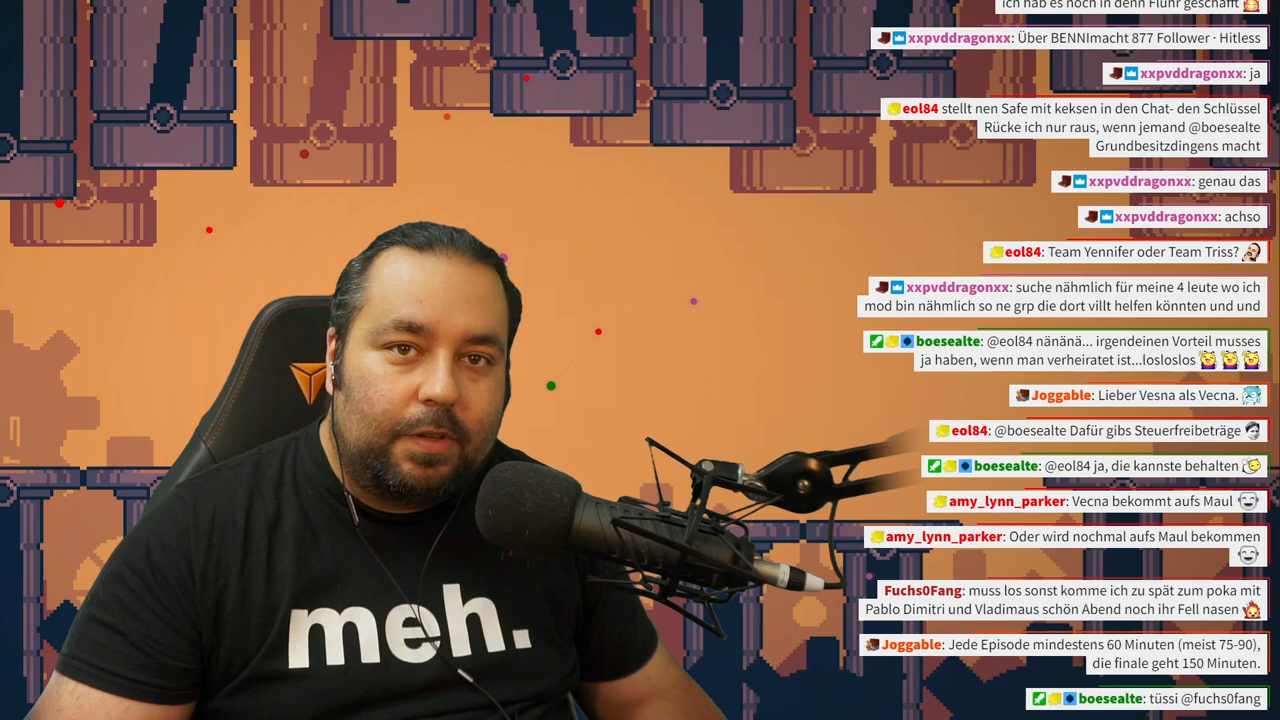 ich hab es noch in denn Fluhr geschafft
xxpvddragonxx: Über BENNImacht 877 Follower · Hitless
xxpvddragonxx: ja
eol84 stellt nen Safe mit keksen in den Chat- den Schlüssel
Rücke ich nur raus, wenn jemand @boesealte
Grundbesitzdingens macht
xxpvddragonxx: genau das
xxpvddragonxx: achso
eol84: Team Yennifer oder Team Triss?
xxpvddragonxx: suche nähmlich für meine 4 leute wo ich
mod bin nähmlich so ne grp die dort villt helfen könnten und und
boesealte: @eol84 nänänä... irgendeinen Vorteil musses
ja haben, wenn man verheiratet ist...losloslos
Joggable: Lieber Vesna als Vecna.
eol84: @boesealte Dafür gibs Steuerfreibeträge
boesealte: @eol84 ja, die kannste behalten
amy_lynn_parker: Vecna bekommt aufs Maul
amy_lynn_parker: Oder wird nochmal aufs Maul bekommen
Fuchs0Fang: muss los sonst komme ich zu spät zum poka mit
Pablo Dimitri und Vladimaus schön Abend noch ihr Fell nasen
Joggable: Jede Episode mindestens 60 Minuten (meist 75-90),
die finale geht 150 Minuten.
boesealte: tüssi @fuchs0fang
meh.